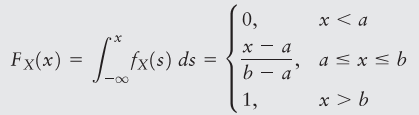 F_X(x) = ∫_{-∞}^{x} f_X(s) ds = { 0, x < a
(x − a)/(b − a), a ≤ x ≤ b
1, x > b